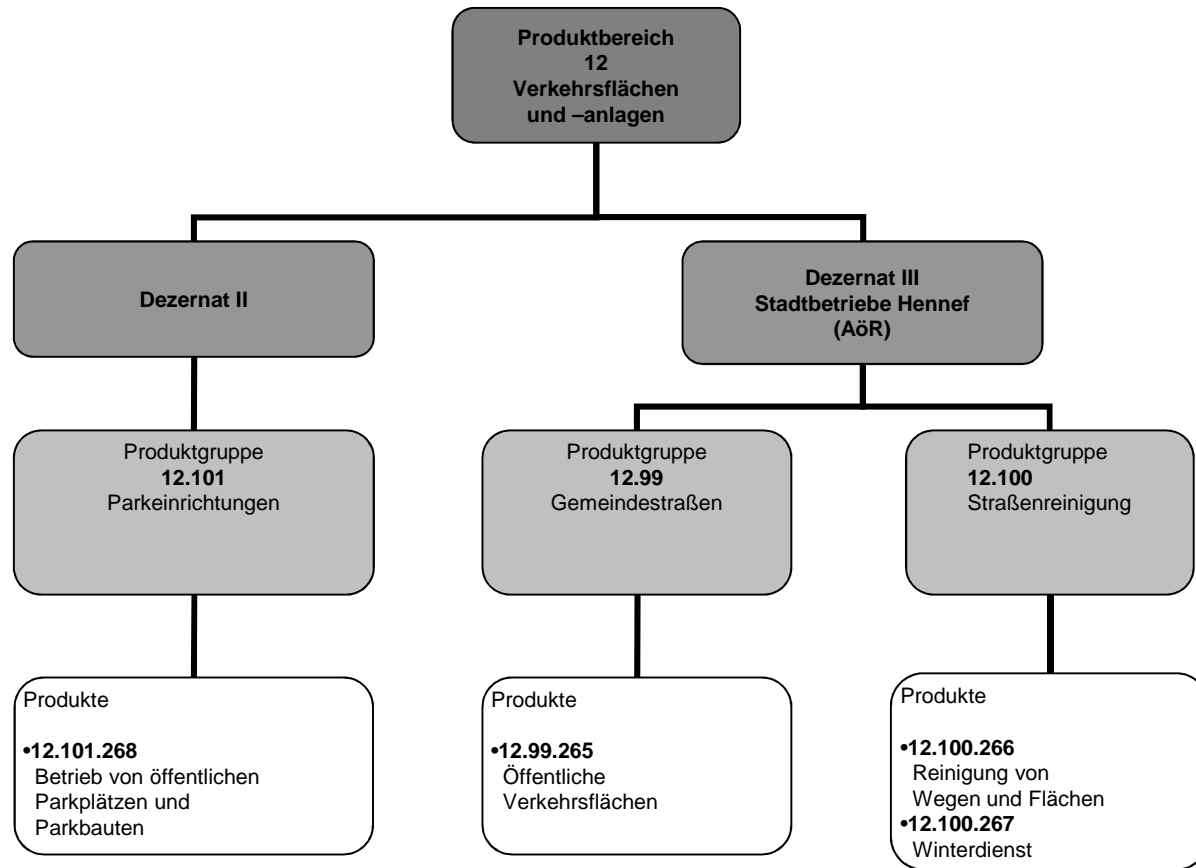 Produktbereich
12
Verkehrsflächen
und –anlagen
Dezernat II
Dezernat III
Stadtbetriebe Hennef
(AöR)
Produktgruppe
12.101
Parkeinrichtungen
Produktgruppe
12.99
Gemeindestraßen
Produktgruppe
12.100
Straßenreinigung
Produkte
•12.101.268
Betrieb von öffentlichen
Parkplätzen und
Parkbauten
Produkte
•12.99.265
Öffentliche
Verkehrsflächen
Produkte
•12.100.266
Reinigung von
Wegen und Flächen
•12.100.267
Winterdienst